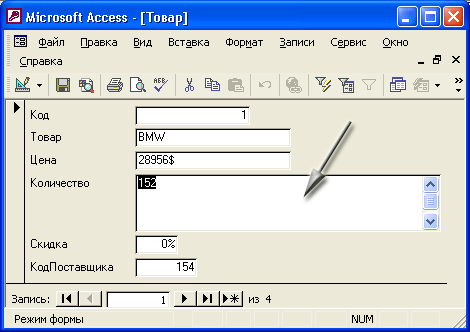 Microsoft Access - [Товар]
Файл Правка Вид Вставка Формат Записи Сервис Окно
Справка
Код 1
Товар BMW
Цена 28956$
Количество 152
Скидка 0%
КодПоставщика 154
Запись: 1 из 4
Режим формы NUM